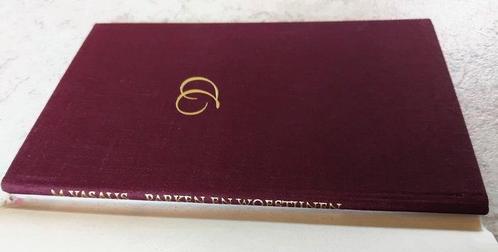 M. VASALIS – PARKEN EN WOESTIJNEN